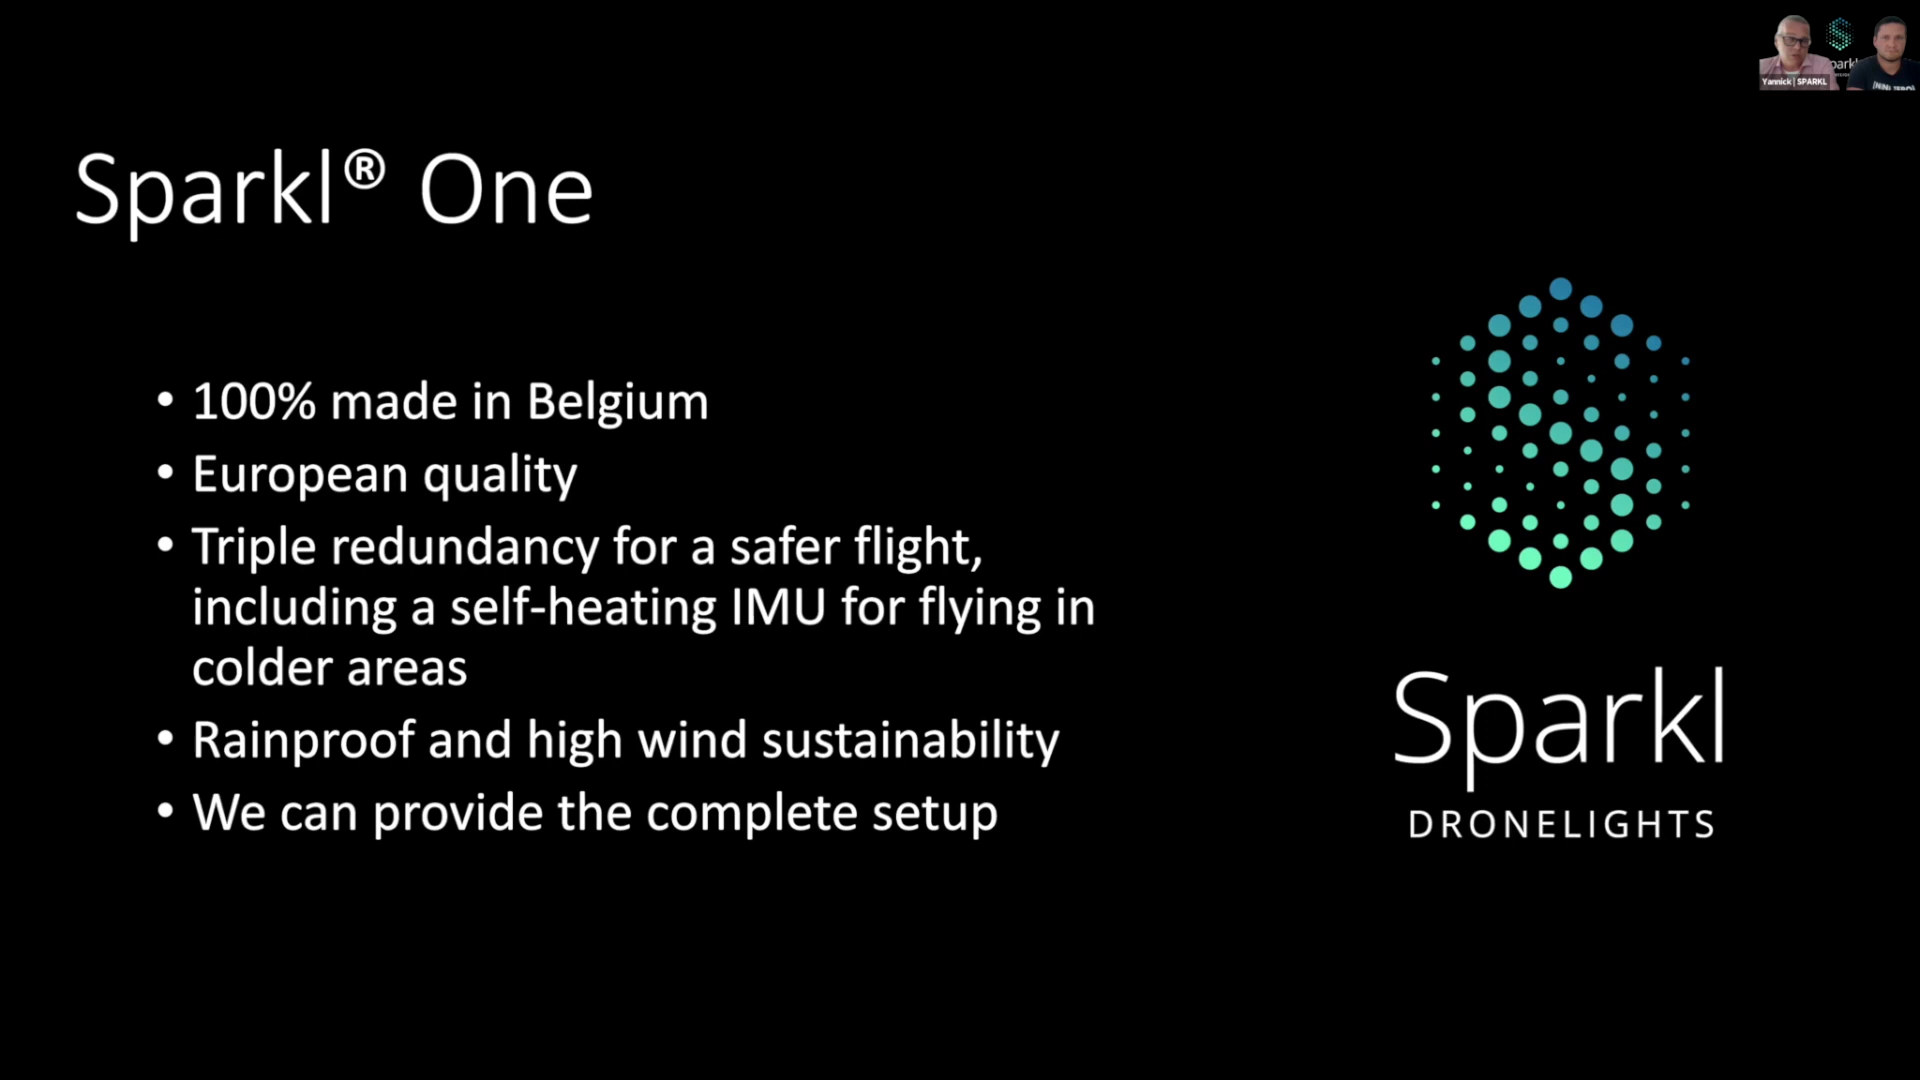 Yannick | SPARKL
Sparkl® One
• 100% made in Belgium
• European quality
• Triple redundancy for a safer flight,
including a self-heating IMU for flying in
colder areas
• Rainproof and high wind sustainability
• We can provide the complete setup
Sparkl
DRONELIGHTS